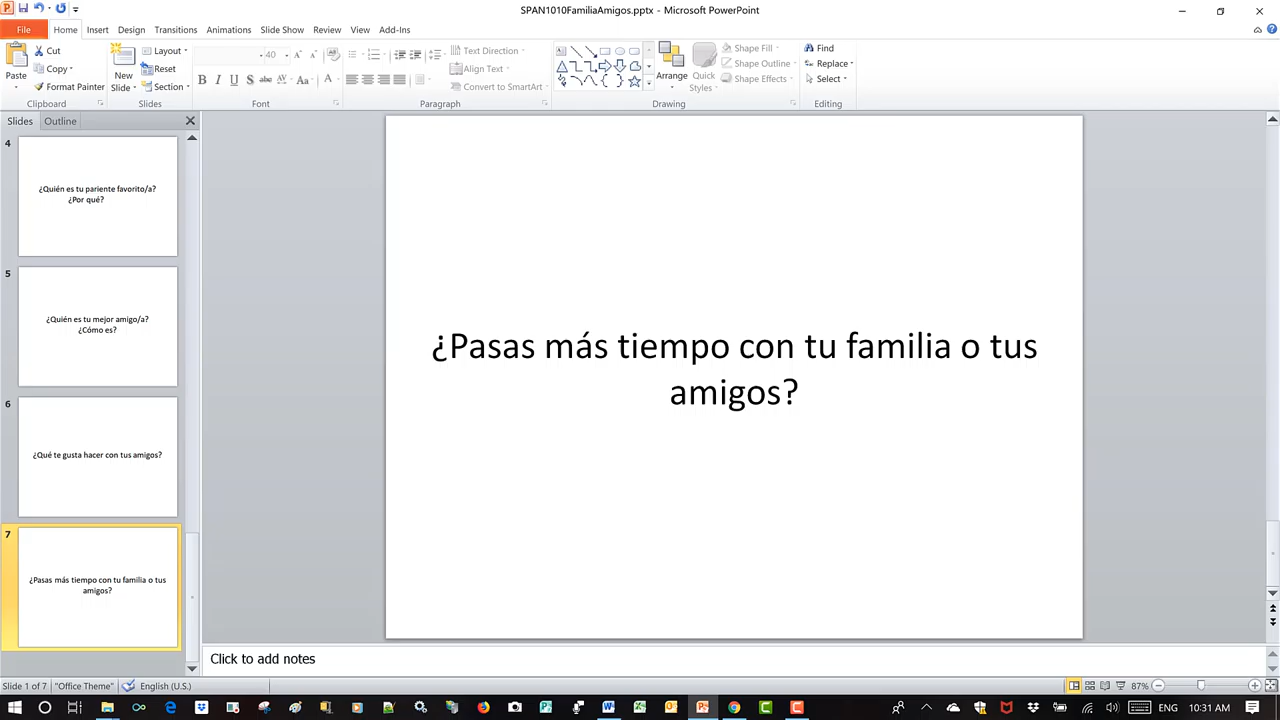 SPAN1010FamiliaAmigos.pptx - Microsoft PowerPoint
File Home Insert Design Transitions Animations Slide Show Review View Add-Ins
Paste
Cut
Copy
Format Painter
Clipboard
New Slide
Layout
Reset
Section
Slides
40
B I U S abc AV Aa A
Font
Text Direction
Align Text
Convert to SmartArt
Paragraph
Arrange
Quick Styles
Shape Fill
Shape Outline
Shape Effects
Drawing
Find
Replace
Select
Editing
Slides Outline
4
¿Quién es tu pariente favorito/a?
¿Por qué?
5
¿Quién es tu mejor amigo/a?
¿Cómo es?
6
¿Qué te gusta hacer con tus amigos?
7
¿Pasas más tiempo con tu familia o tus
amigos?
¿Pasas más tiempo con tu familia o tus
amigos?
Click to add notes
Slide 1 of 7 "Office Theme" English (U.S.) 87%
ENG 10:31 AM